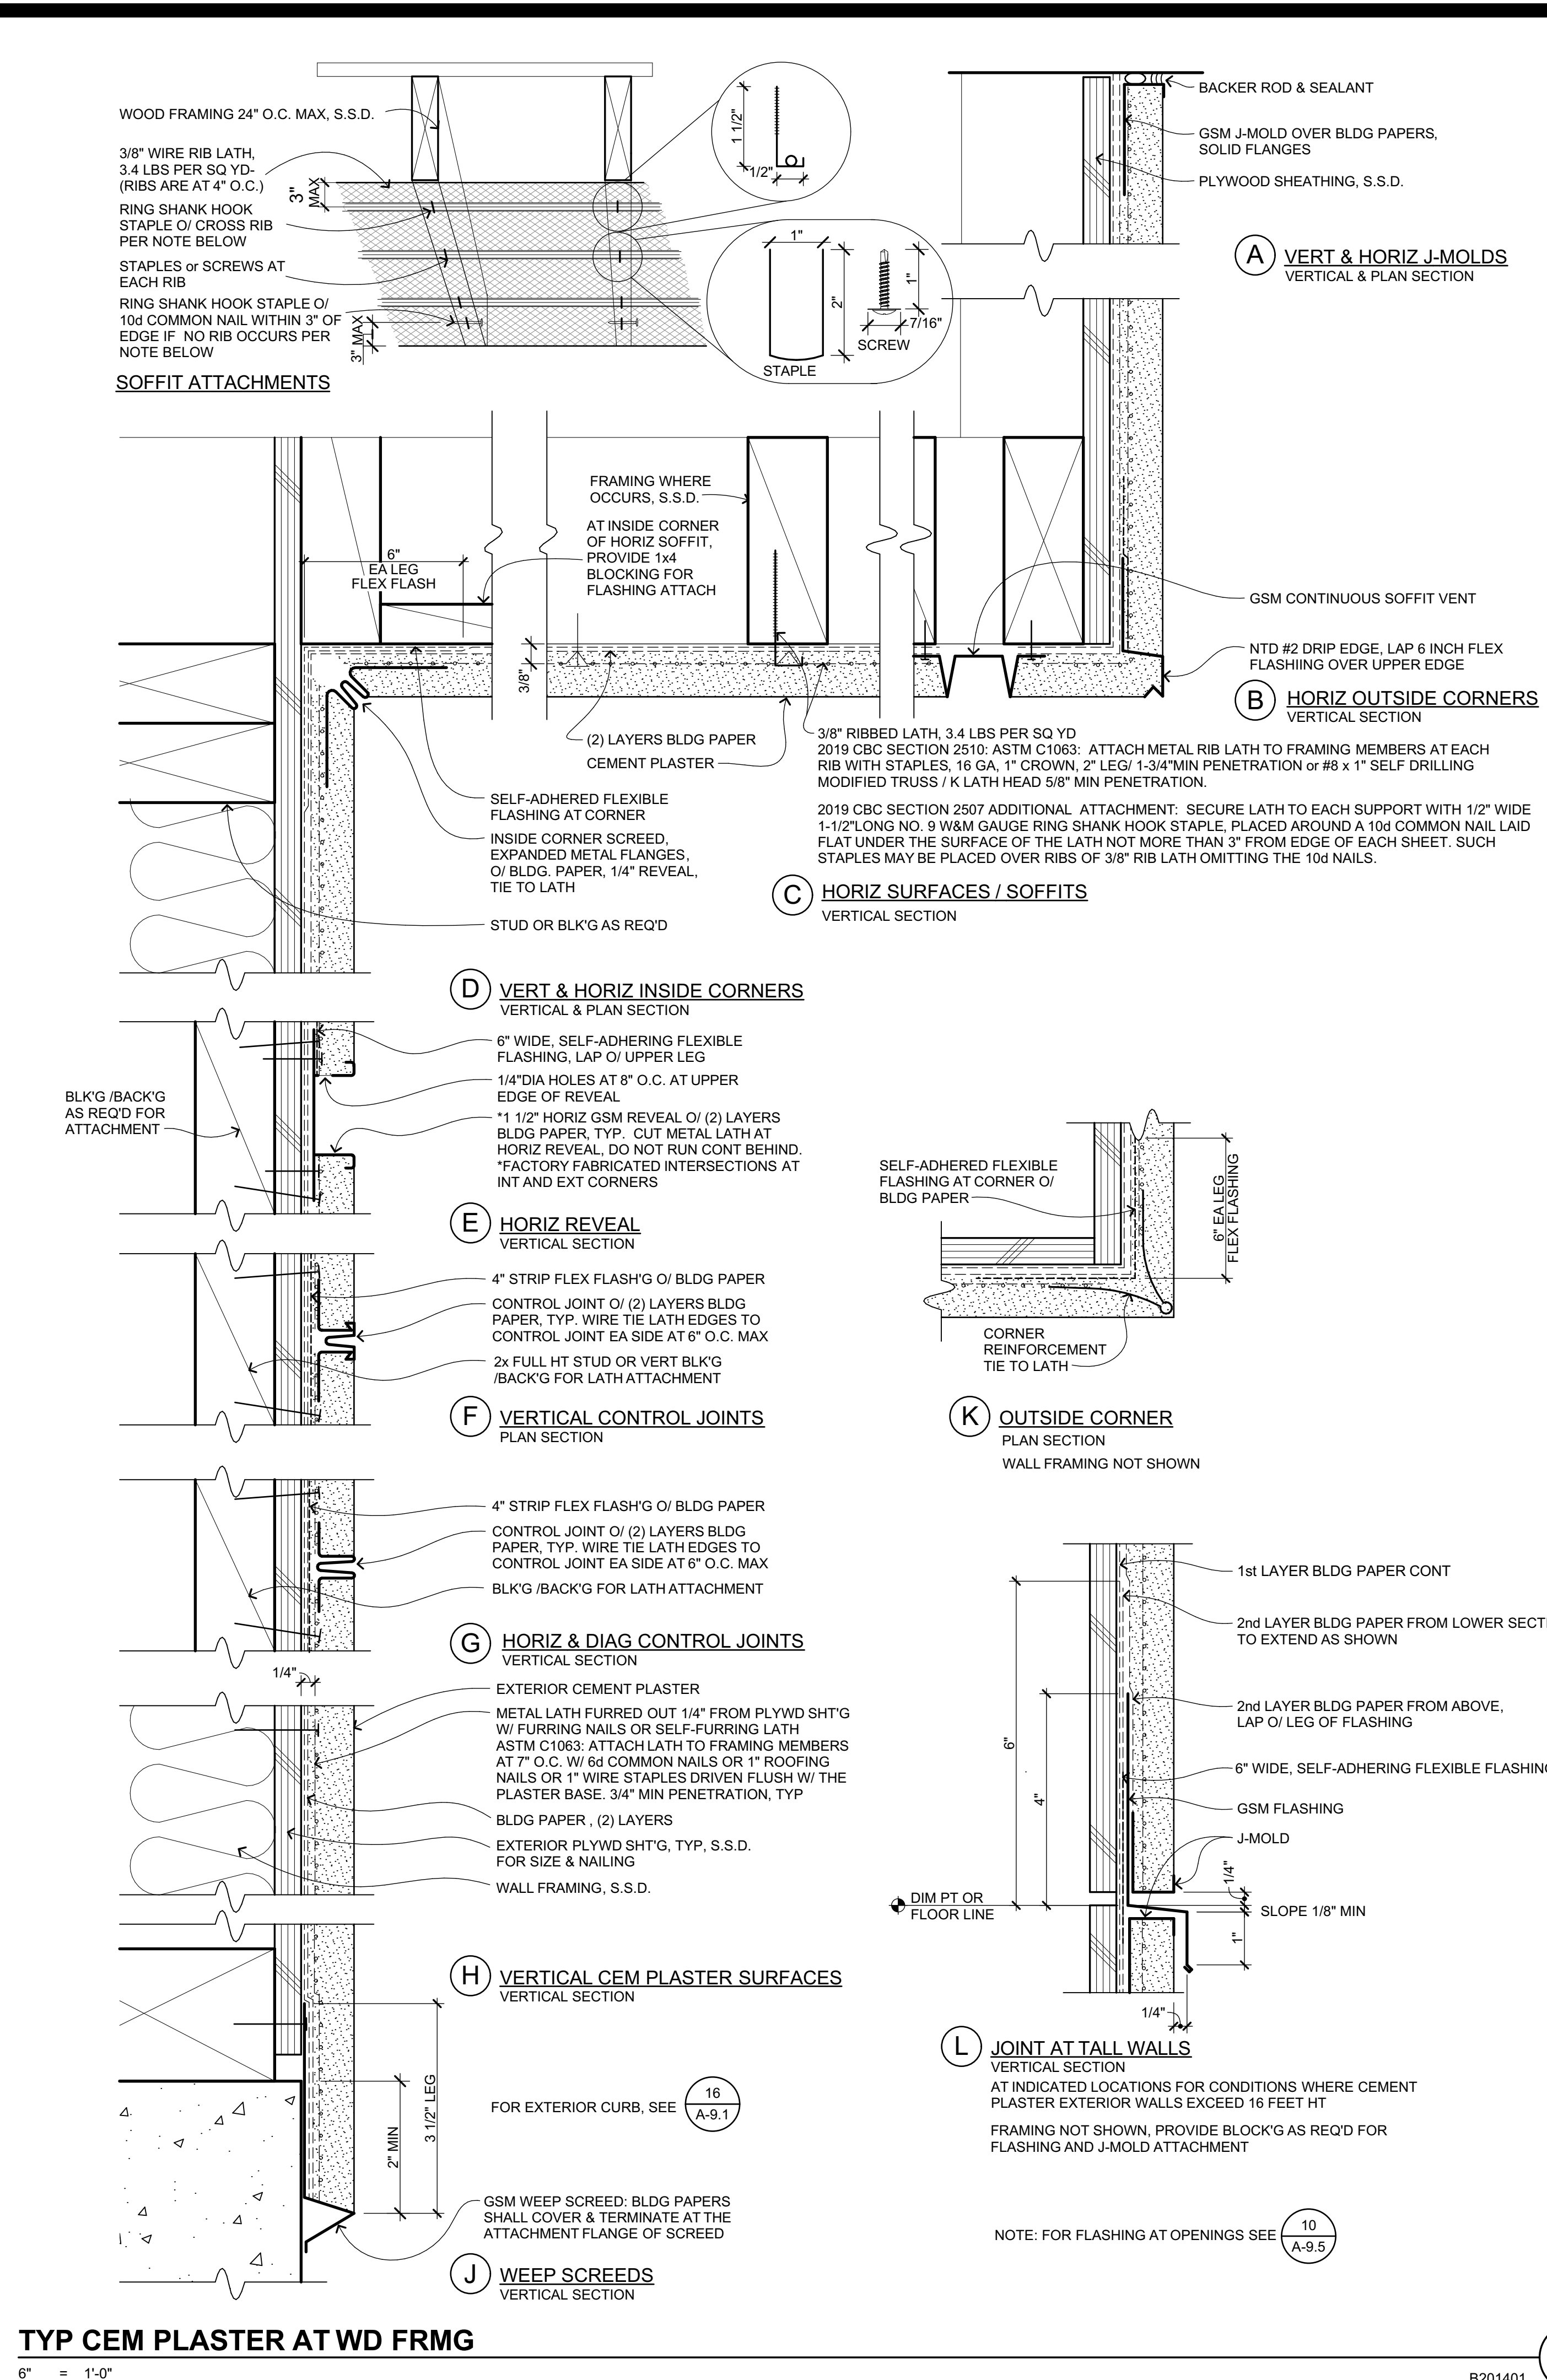 WOOD FRAMING 24" O.C. MAX, S.S.D.
3/8" WIRE RIB LATH,
3.4 LBS PER SQ YD-
(RIBS ARE AT 4" O.C.)
RING SHANK HOOK
STAPLE O/ CROSS RIB
PER NOTE BELOW
STAPLES or SCREWS AT
EACH RIB
RING SHANK HOOK STAPLE O/
10d COMMON NAIL WITHIN 3" OF
EDGE IF NO RIB OCCURS PER
NOTE BELOW
3"
MAX
3" MAX
SOFFIT ATTACHMENTS
1 1/2"
1/2"
1"
2"
1"
7/16"
SCREW
STAPLE
BACKER ROD & SEALANT
GSM J-MOLD OVER BLDG PAPERS,
SOLID FLANGES
PLYWOOD SHEATHING, S.S.D.
A
VERT & HORIZ J-MOLDS
VERTICAL & PLAN SECTION
FRAMING WHERE
OCCURS, S.S.D.
AT INSIDE CORNER
OF HORIZ SOFFIT,
PROVIDE 1x4
BLOCKING FOR
FLASHING ATTACH
6"
EA LEG
FLEX FLASH
3/8"
GSM CONTINUOUS SOFFIT VENT
NTD #2 DRIP EDGE, LAP 6 INCH FLEX
FLASHIING OVER UPPER EDGE
B
HORIZ OUTSIDE CORNERS
VERTICAL SECTION
(2) LAYERS BLDG PAPER
CEMENT PLASTER
3/8" RIBBED LATH, 3.4 LBS PER SQ YD
2019 CBC SECTION 2510: ASTM C1063: ATTACH METAL RIB LATH TO FRAMING MEMBERS AT EACH
RIB WITH STAPLES, 16 GA, 1" CROWN, 2" LEG/ 1-3/4"MIN PENETRATION or #8 x 1" SELF DRILLING
MODIFIED TRUSS / K LATH HEAD 5/8" MIN PENETRATION.
2019 CBC SECTION 2507 ADDITIONAL ATTACHMENT: SECURE LATH TO EACH SUPPORT WITH 1/2" WIDE
1-1/2"LONG NO. 9 W&M GAUGE RING SHANK HOOK STAPLE, PLACED AROUND A 10d COMMON NAIL LAID
FLAT UNDER THE SURFACE OF THE LATH NOT MORE THAN 3" FROM EDGE OF EACH SHEET. SUCH
STAPLES MAY BE PLACED OVER RIBS OF 3/8" RIB LATH OMITTING THE 10d NAILS.
C
HORIZ SURFACES / SOFFITS
VERTICAL SECTION
SELF-ADHERED FLEXIBLE
FLASHING AT CORNER
INSIDE CORNER SCREED,
EXPANDED METAL FLANGES,
O/ BLDG. PAPER, 1/4" REVEAL,
TIE TO LATH
STUD OR BLK'G AS REQ'D
D
VERT & HORIZ INSIDE CORNERS
VERTICAL & PLAN SECTION
BLK'G /BACK'G
AS REQ'D FOR
ATTACHMENT
6" WIDE, SELF-ADHERING FLEXIBLE
FLASHING, LAP O/ UPPER LEG
1/4"DIA HOLES AT 8" O.C. AT UPPER
EDGE OF REVEAL
*1 1/2" HORIZ GSM REVEAL O/ (2) LAYERS
BLDG PAPER, TYP. CUT METAL LATH AT
HORIZ REVEAL, DO NOT RUN CONT BEHIND.
*FACTORY FABRICATED INTERSECTIONS AT
INT AND EXT CORNERS
E
HORIZ REVEAL
VERTICAL SECTION
4" STRIP FLEX FLASH'G O/ BLDG PAPER
CONTROL JOINT O/ (2) LAYERS BLDG
PAPER, TYP. WIRE TIE LATH EDGES TO
CONTROL JOINT EA SIDE AT 6" O.C. MAX
2x FULL HT STUD OR VERT BLK'G
/BACK'G FOR LATH ATTACHMENT
F
VERTICAL CONTROL JOINTS
PLAN SECTION
SELF-ADHERED FLEXIBLE
FLASHING AT CORNER O/
BLDG PAPER
6" EA LEG
FLEX FLASHING
CORNER
REINFORCEMENT
TIE TO LATH
K
OUTSIDE CORNER
PLAN SECTION
WALL FRAMING NOT SHOWN
4" STRIP FLEX FLASH'G O/ BLDG PAPER
CONTROL JOINT O/ (2) LAYERS BLDG
PAPER, TYP. WIRE TIE LATH EDGES TO
CONTROL JOINT EA SIDE AT 6" O.C. MAX
BLK'G /BACK'G FOR LATH ATTACHMENT
G
HORIZ & DIAG CONTROL JOINTS
VERTICAL SECTION
1/4"
EXTERIOR CEMENT PLASTER
METAL LATH FURRED OUT 1/4" FROM PLYWD SHT'G
W/ FURRING NAILS OR SELF-FURRING LATH
ASTM C1063: ATTACH LATH TO FRAMING MEMBERS
AT 7" O.C. W/ 6d COMMON NAILS OR 1" ROOFING
NAILS OR 1" WIRE STAPLES DRIVEN FLUSH W/ THE
PLASTER BASE. 3/4" MIN PENETRATION, TYP
BLDG PAPER , (2) LAYERS
EXTERIOR PLYWD SHT'G, TYP, S.S.D.
FOR SIZE & NAILING
WALL FRAMING, S.S.D.
H
VERTICAL CEM PLASTER SURFACES
VERTICAL SECTION
1st LAYER BLDG PAPER CONT
2nd LAYER BLDG PAPER FROM LOWER SECTI
TO EXTEND AS SHOWN
2nd LAYER BLDG PAPER FROM ABOVE,
LAP O/ LEG OF FLASHING
6" WIDE, SELF-ADHERING FLEXIBLE FLASHING
GSM FLASHING
J-MOLD
6"
4"
1/4"
DIM PT OR
FLOOR LINE
SLOPE 1/8" MIN
1"
1/4"
L
JOINT AT TALL WALLS
VERTICAL SECTION
AT INDICATED LOCATIONS FOR CONDITIONS WHERE CEMENT
PLASTER EXTERIOR WALLS EXCEED 16 FEET HT
FRAMING NOT SHOWN, PROVIDE BLOCK'G AS REQ'D FOR
FLASHING AND J-MOLD ATTACHMENT
2" MIN
3 1/2" LEG
FOR EXTERIOR CURB, SEE
16
A-9.1
GSM WEEP SCREED: BLDG PAPERS
SHALL COVER & TERMINATE AT THE
ATTACHMENT FLANGE OF SCREED
J
WEEP SCREEDS
VERTICAL SECTION
NOTE: FOR FLASHING AT OPENINGS SEE
10
A-9.5
TYP CEM PLASTER AT WD FRMG
6" = 1'-0"
B201401